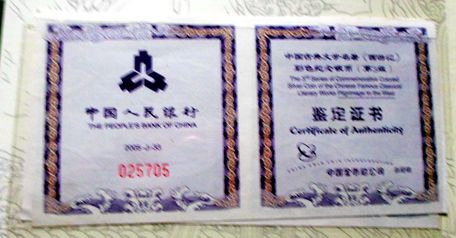 中国人民银行
THE PEOPLE'S BANK OF CHINA
2005-J-33
025705
中国古典文学名著《西游记》
彩色纪念银币(第3组)
The 3rd Series of Commemorative Colored
Silver Coin of the Chinese Famous Classical
Literary Works Pilgrimage to the West
鉴定证书
Certificate of Authenticity
中国金币总公司